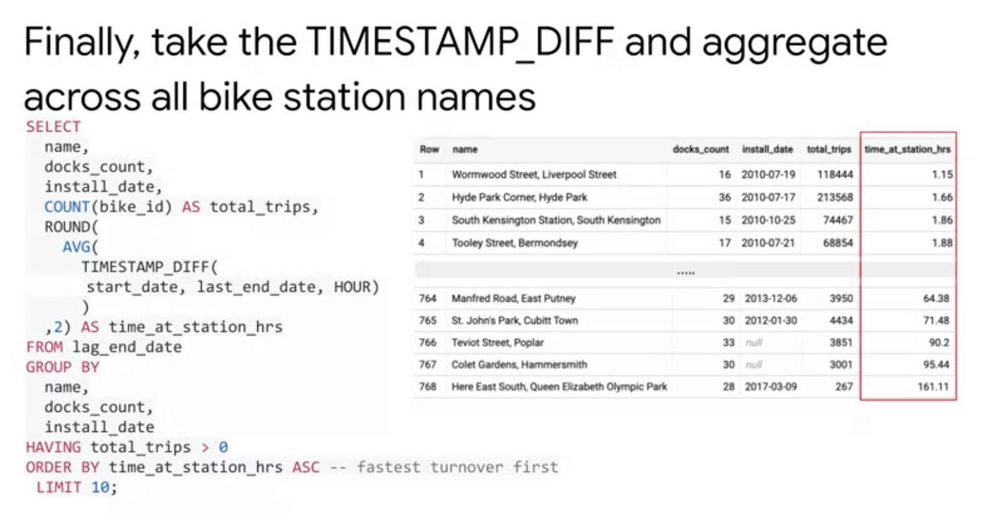 Finally, take the TIMESTAMP_DIFF and aggregate
across all bike station names
SELECT
name,
docks_count,
install_date,
COUNT(bike_id) AS total_trips,
ROUND(
AVG(
TIMESTAMP_DIFF(
start_date, last_end_date, HOUR)
)
,2) AS time_at_station_hrs
FROM lag_end_date
GROUP BY
name,
docks_count,
install_date
HAVING total_trips > 0
ORDER BY time_at_station_hrs ASC -- fastest turnover first
LIMIT 10;
Row name docks_count install_date total_trips time_at_station_hrs
1 Wormwood Street, Liverpool Street 16 2010-07-19 118444 1.15
2 Hyde Park Corner, Hyde Park 36 2010-07-17 213568 1.66
3 South Kensington Station, South Kensington 15 2010-10-25 74467 1.86
4 Tooley Street, Bermondsey 17 2010-07-21 68854 1.88
.....
764 Manfred Road, East Putney 29 2013-12-06 3950 64.38
765 St. John's Park, Cubitt Town 30 2012-01-30 4434 71.48
766 Teviot Street, Poplar 33 null 3851 90.2
767 Colet Gardens, Hammersmith 30 null 3001 95.44
768 Here East South, Queen Elizabeth Olympic Park 28 2017-03-09 267 161.11